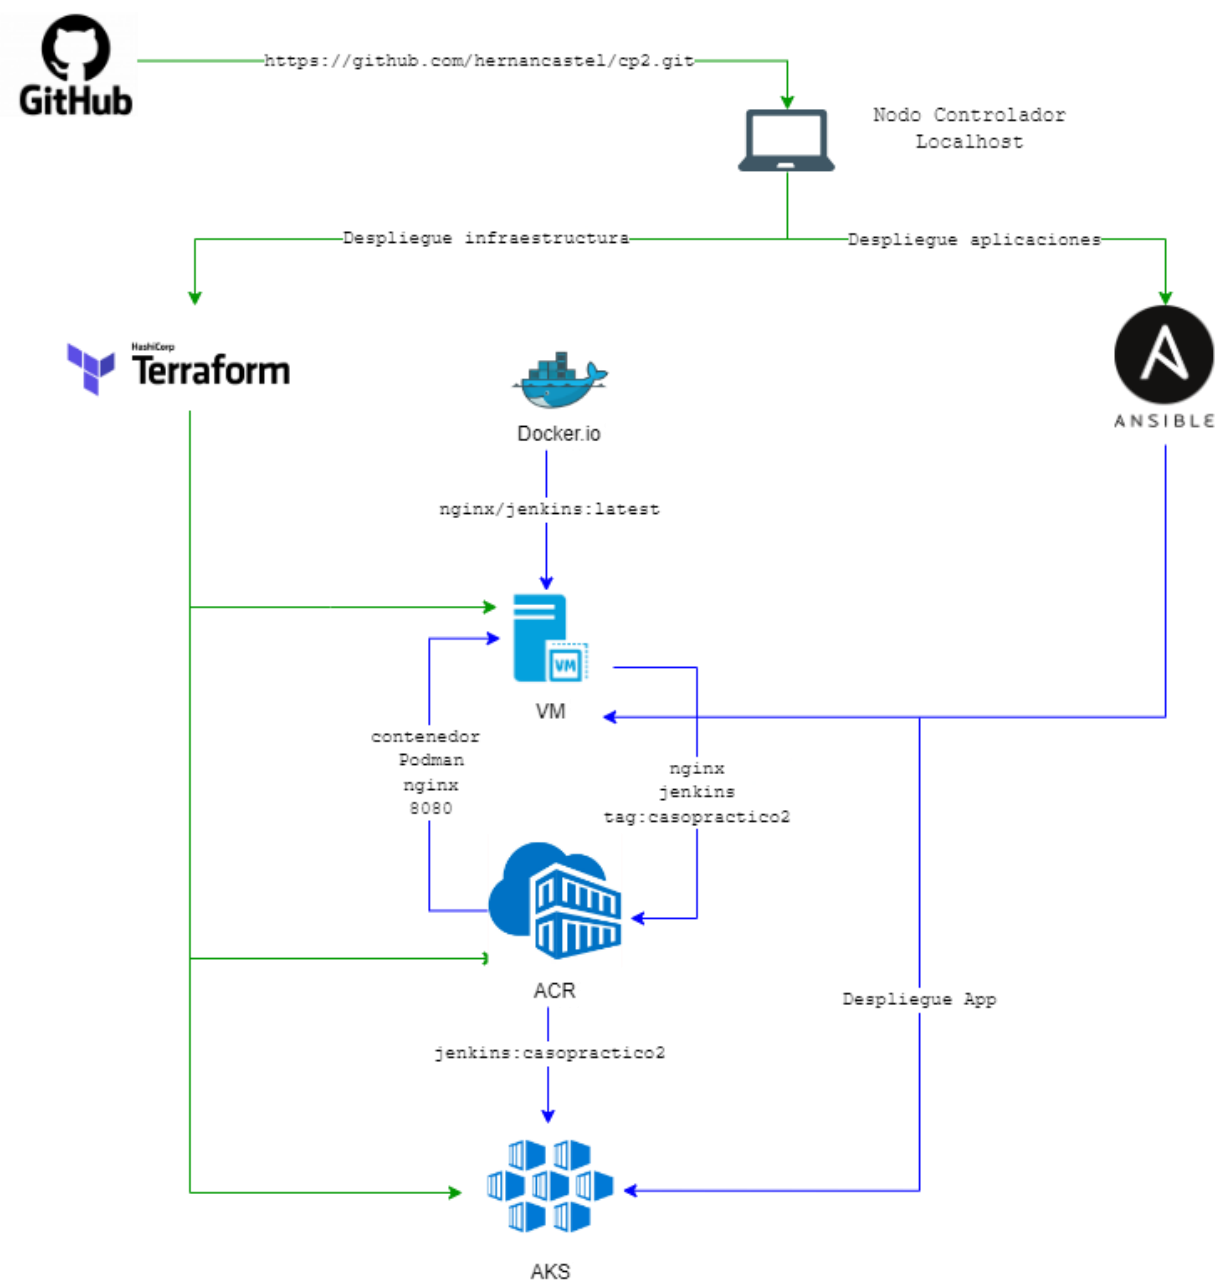 GitHub
https://github.com/hernancastel/cp2.git
Nodo Controlador
Localhost
Despliegue infraestructura
Despliegue aplicaciones
HashiCorp
Terraform
Docker.io
ANSIBLE
nginx/jenkins:latest
VM
VM
contenedor
Podman
nginx
8080
nginx
jenkins
tag:casopractico2
ACR
Despliegue App
jenkins:casopractico2
AKS